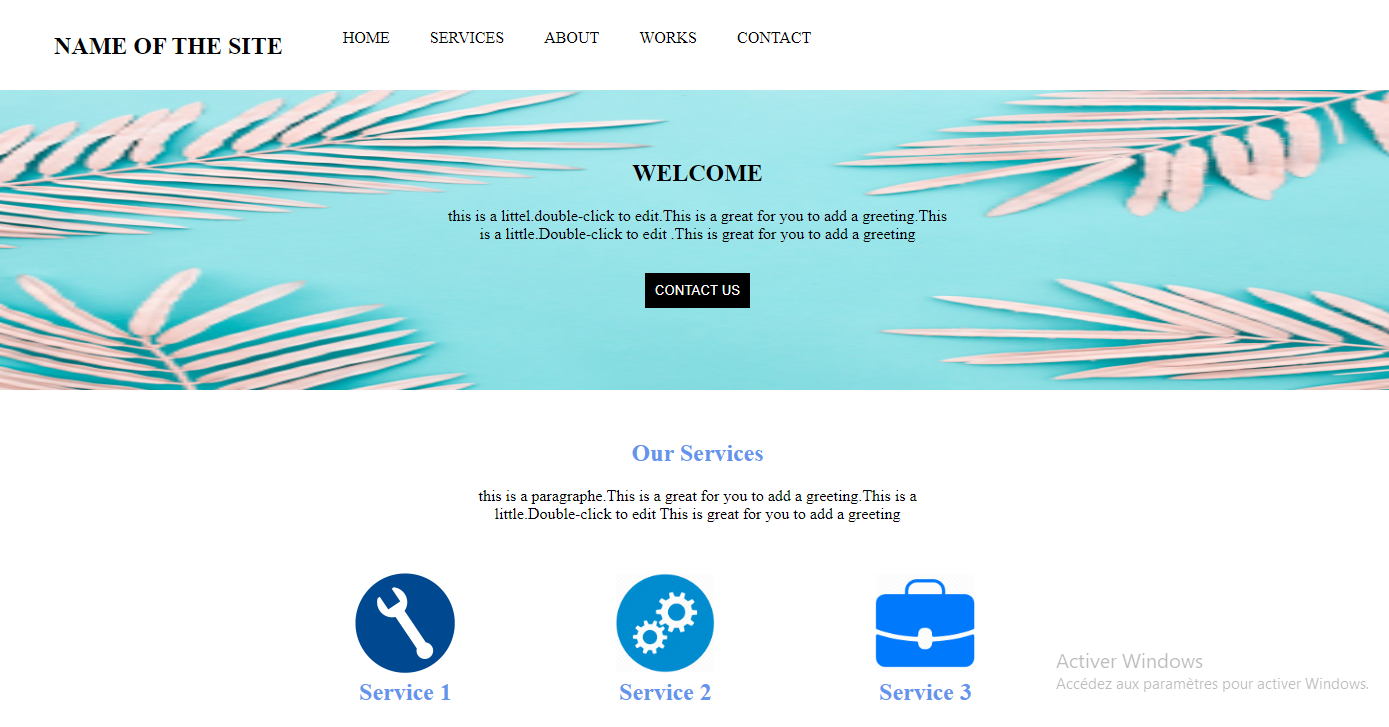 NAME OF THE SITE
HOME SERVICES ABOUT WORKS CONTACT
WELCOME
this is a littel.double-click to edit.This is a great for you to add a greeting.This
is a little.Double-click to edit .This is great for you to add a greeting
CONTACT US
Our Services
this is a paragraphe.This is a great for you to add a greeting.This is a
little.Double-click to edit This is great for you to add a greeting
Service 1
Service 2
Service 3
Activer Windows
Accédez aux paramètres pour activer Windows.